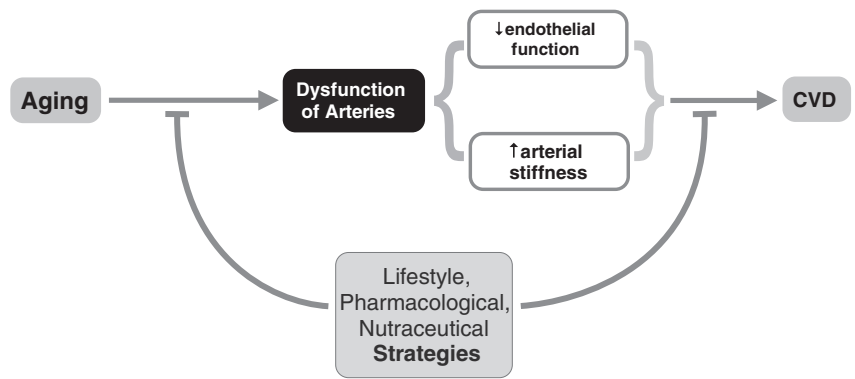 Aging
Dysfunction
of Arteries
↓endothelial
function
↑arterial
stiffness
CVD
Lifestyle,
Pharmacological,
Nutraceutical
Strategies